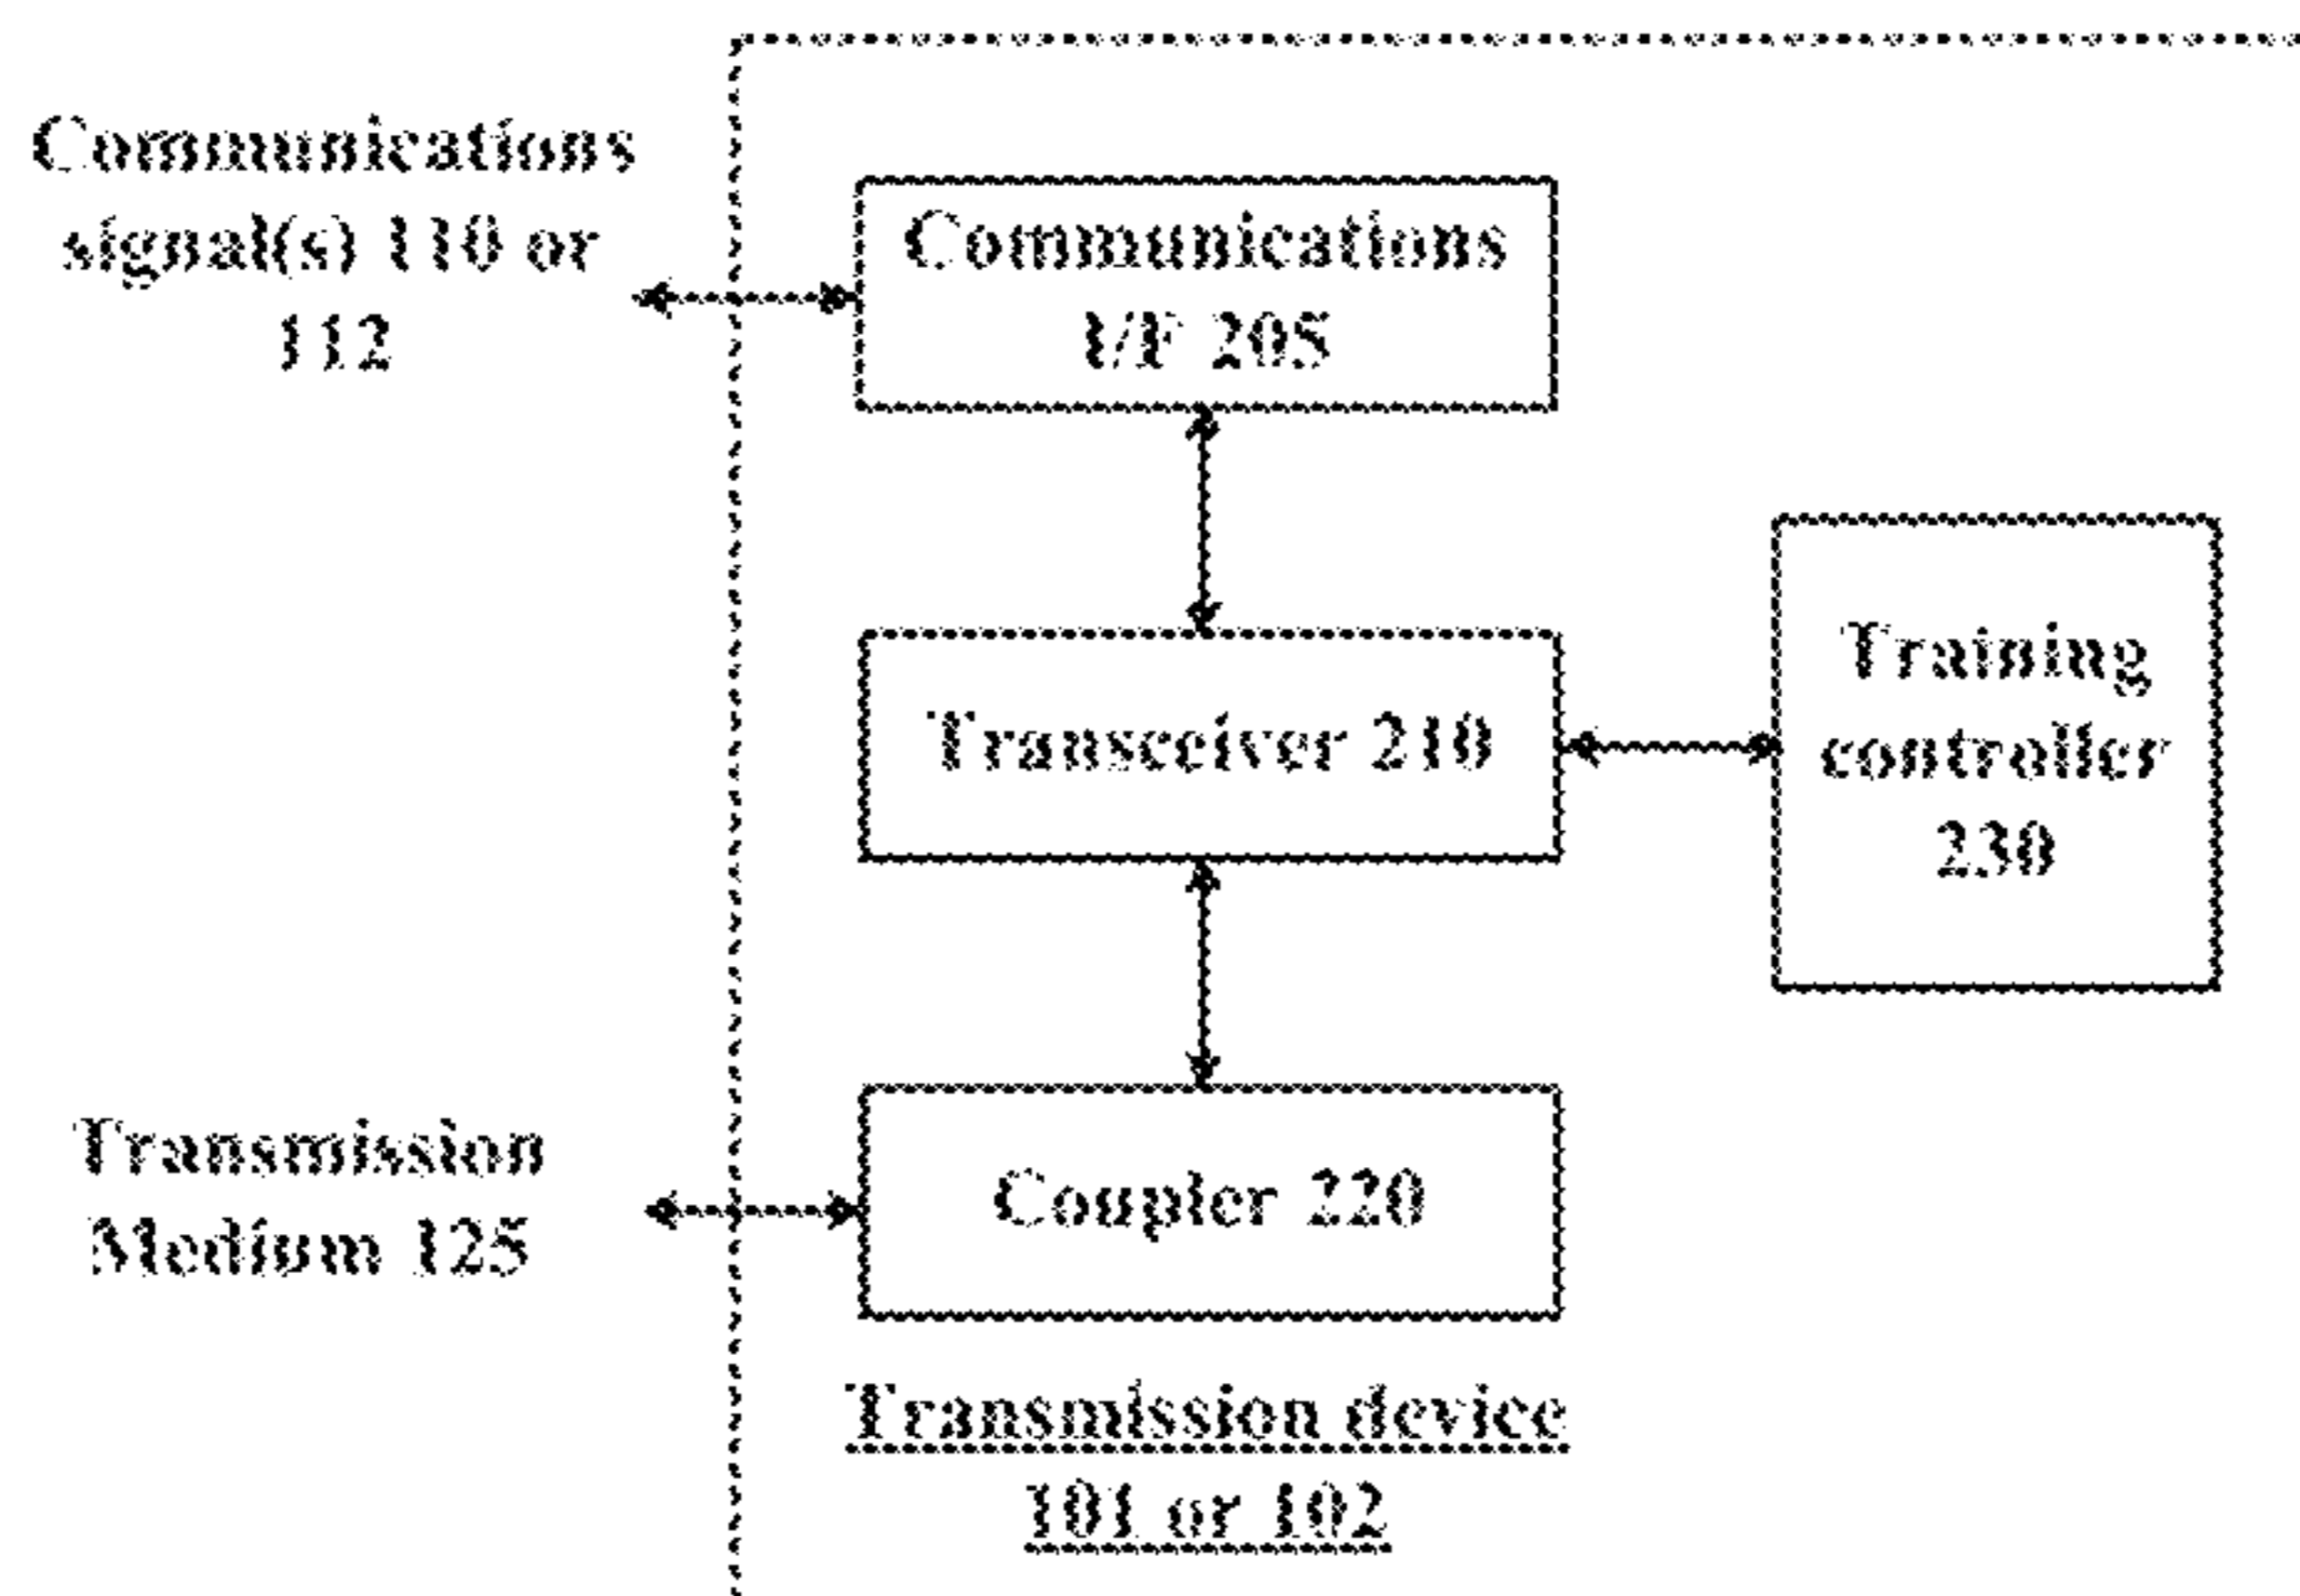 Communications
signal(s) 110 or
112
Communications
I/F 205
Transceiver 210
Training
controller
230
Transmission
Medium 125
Coupler 220
Transmission device
101 or 102